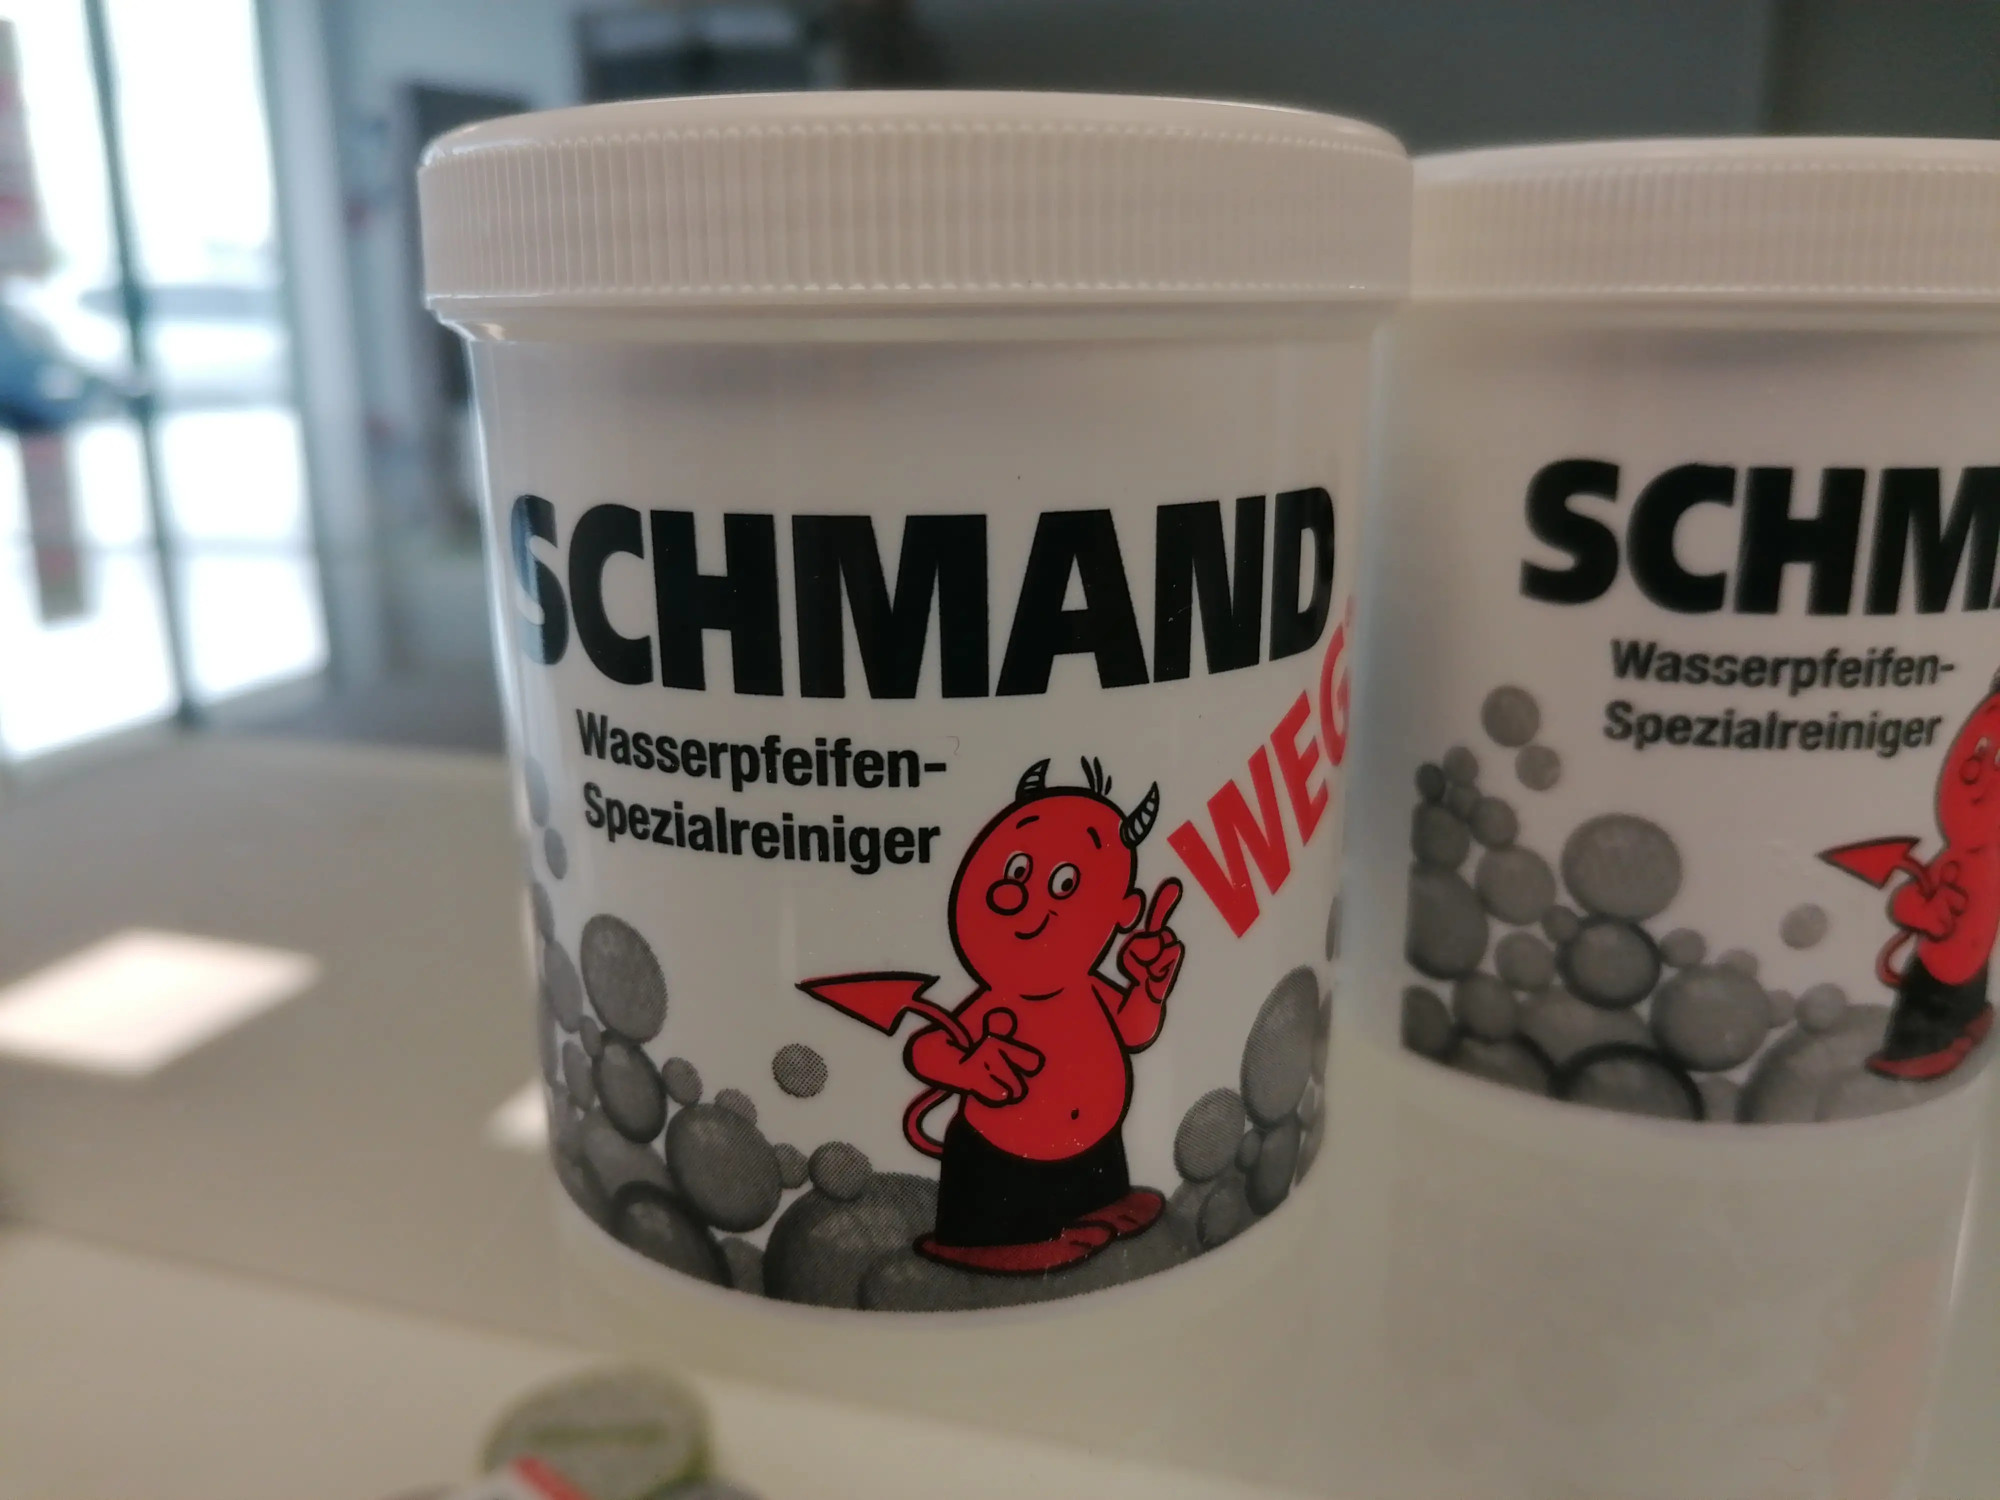 SCHMAND
WEG
Wasserpfeifen-
Spezialreiniger
SCHM
Wasserpfeifen-
Spezialreiniger